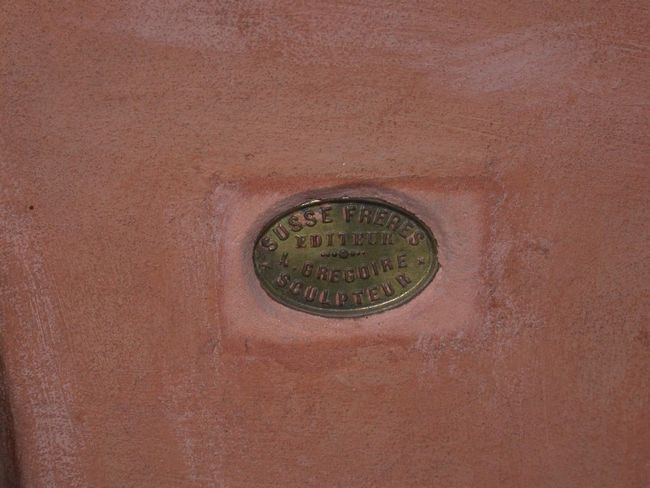 SUSSE FRERES
EDITEUR
L. GREGOIRE
SCULPTEUR